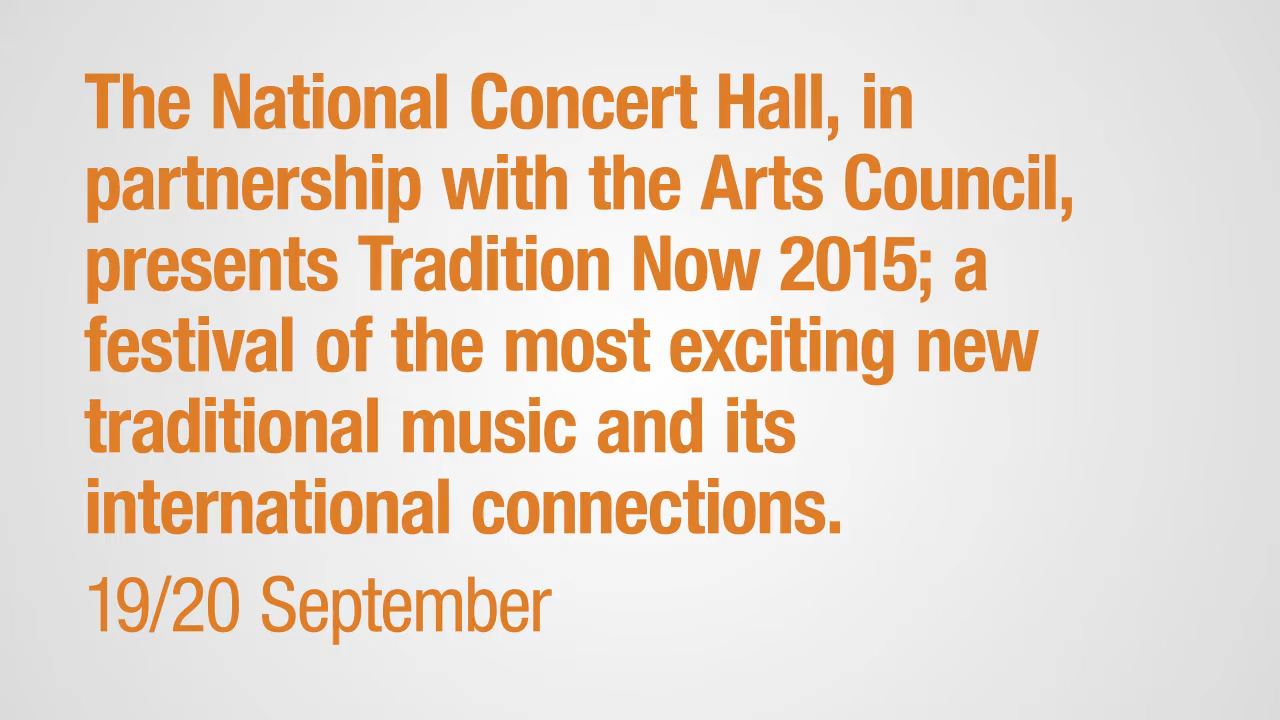 The National Concert Hall, in
partnership with the Arts Council,
presents Tradition Now 2015; a
festival of the most exciting new
traditional music and its
international connections.
19/20 September